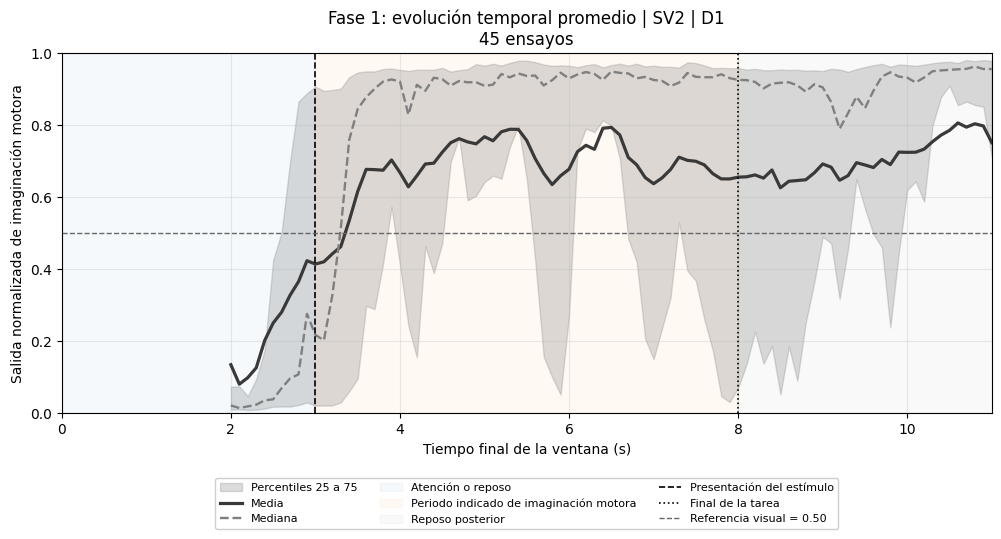 Fase 1: evolución temporal promedio | SV2 | D1
45 ensayos
Salida normalizada de imaginación motora
1.0
0.8
0.6
0.4
0.2
0.0
0
2
4
6
8
10
Tiempo final de la ventana (s)
Percentiles 25 a 75
Media
Mediana
Atención o reposo
Periodo indicado de imaginación motora
Reposo posterior
Presentación del estímulo
Final de la tarea
Referencia visual = 0.50